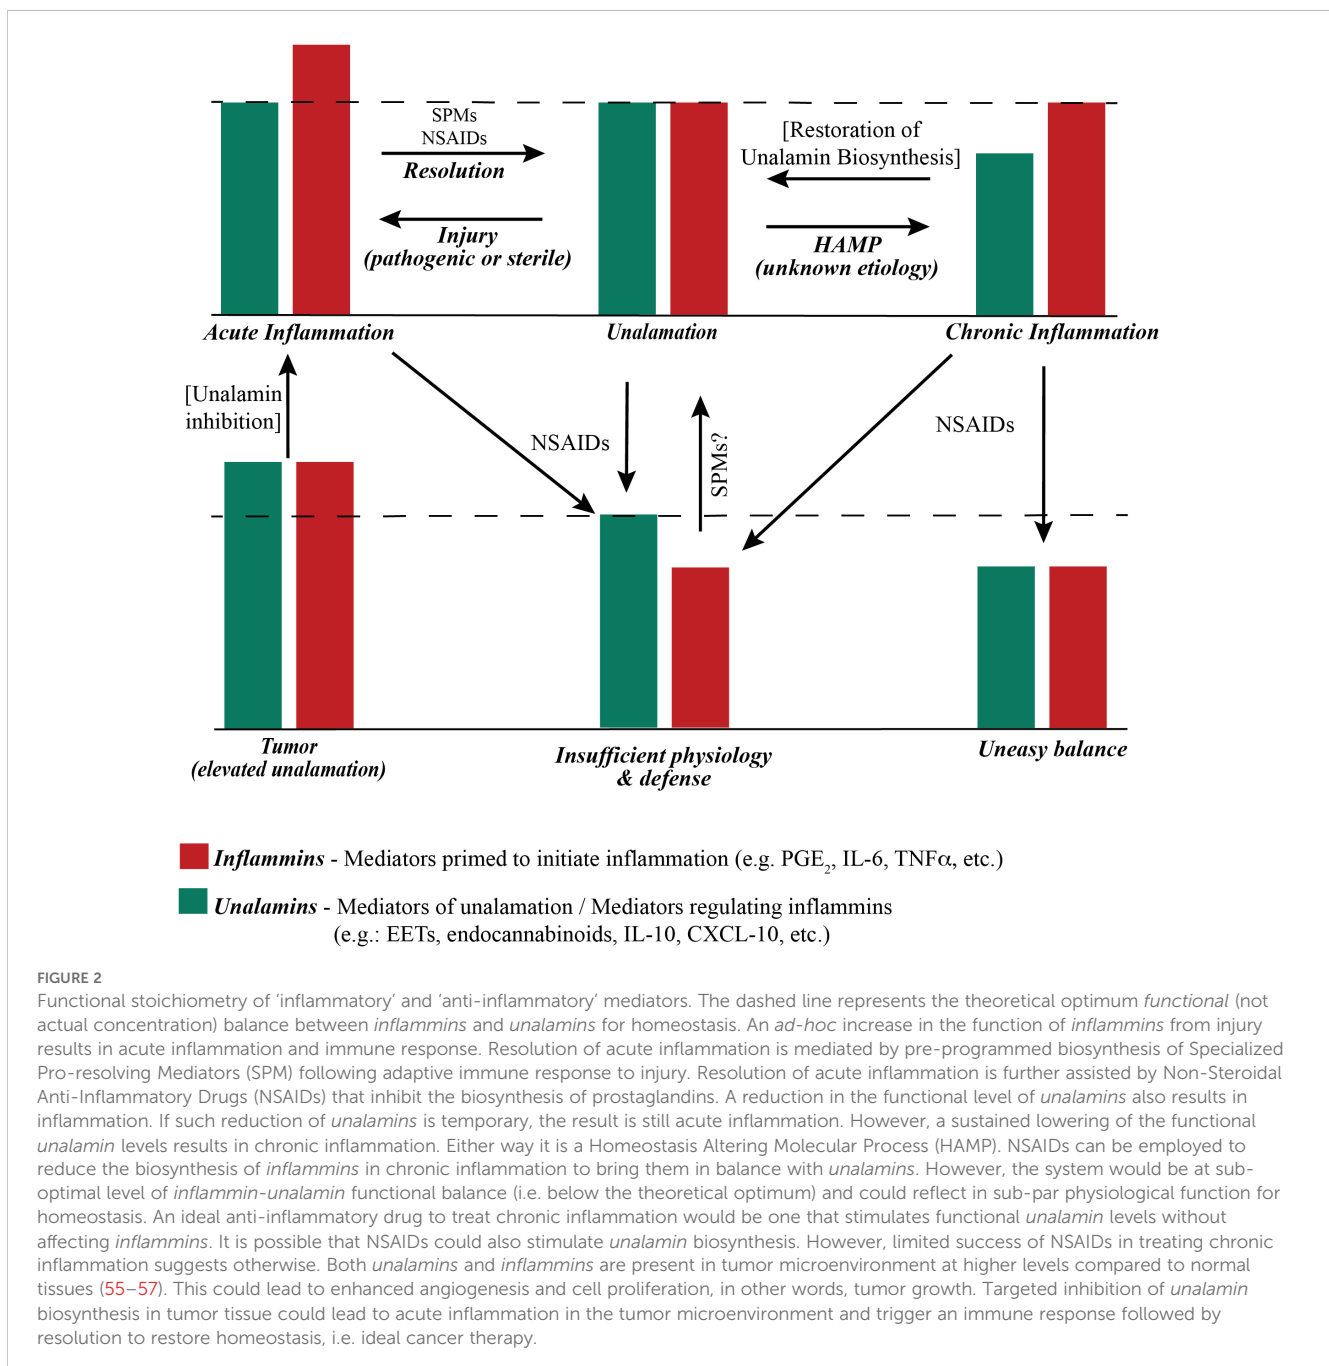 SPMs
NSAIDs
Resolution
Injury
(pathogenic or sterile)
[Restoration of
Unalamin Biosynthesis]
HAMP
(unknown etiology)
Acute Inflammation
Unalamation
Chronic Inflammation
[Unalamin
inhibition]
NSAIDs
SPMs?
NSAIDs
Tumor
(elevated unalamation)
Insufficient physiology
& defense
Uneasy balance
Inflammins - Mediators primed to initiate inflammation (e.g. PGE₂, IL-6, TNFα, etc.)
Unalamins - Mediators of unalamation / Mediators regulating inflammins
(e.g.: EETs, endocannabinoids, IL-10, CXCL-10, etc.)
FIGURE 2
Functional stoichiometry of ‘inflammatory’ and ‘anti-inflammatory’ mediators. The dashed line represents the theoretical optimum functional (not
actual concentration) balance between inflammins and unalamins for homeostasis. An ad-hoc increase in the function of inflammins from injury
results in acute inflammation and immune response. Resolution of acute inflammation is mediated by pre-programmed biosynthesis of Specialized
Pro-resolving Mediators (SPM) following adaptive immune response to injury. Resolution of acute inflammation is further assisted by Non-Steroidal
Anti-Inflammatory Drugs (NSAIDs) that inhibit the biosynthesis of prostaglandins. A reduction in the functional level of unalamins also results in
inflammation. If such reduction of unalamins is temporary, the result is still acute inflammation. However, a sustained lowering of the functional
unalamin levels results in chronic inflammation. Either way it is a Homeostasis Altering Molecular Process (HAMP). NSAIDs can be employed to
reduce the biosynthesis of inflammins in chronic inflammation to bring them in balance with unalamins. However, the system would be at sub-
optimal level of inflammin-unalamin functional balance (i.e. below the theoretical optimum) and could reflect in sub-par physiological function for
homeostasis. An ideal anti-inflammatory drug to treat chronic inflammation would be one that stimulates functional unalamin levels without
affecting inflammins. It is possible that NSAIDs could also stimulate unalamin biosynthesis. However, limited success of NSAIDs in treating chronic
inflammation suggests otherwise. Both unalamins and inflammins are present in tumor microenvironment at higher levels compared to normal
tissues (55–57). This could lead to enhanced angiogenesis and cell proliferation, in other words, tumor growth. Targeted inhibition of unalamin
biosynthesis in tumor tissue could lead to acute inflammation in the tumor microenvironment and trigger an immune response followed by
resolution to restore homeostasis, i.e. ideal cancer therapy.